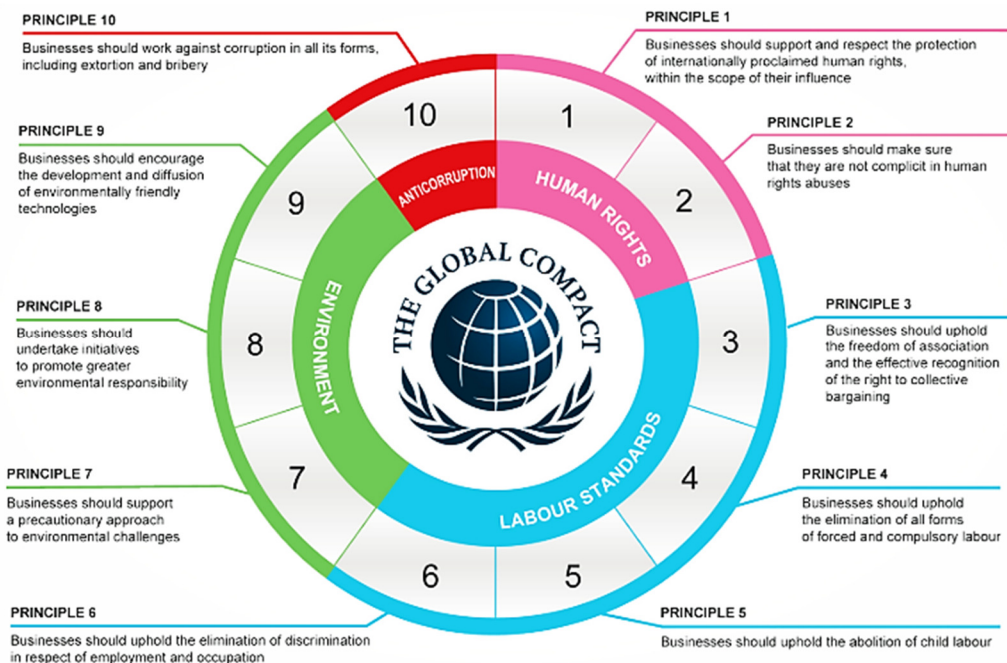 PRINCIPLE 10
Businesses should work against corruption in all its forms,
including extortion and bribery
PRINCIPLE 1
Businesses should support and respect the protection
of internationally proclaimed human rights,
within the scope of their influence
PRINCIPLE 9
Businesses should encourage
the development and diffusion
of environmentally friendly
technologies
PRINCIPLE 2
Businesses should make sure
that they are not complicit in human
rights abuses
PRINCIPLE 8
Businesses should
undertake initiatives
to promote greater
environmental responsibility
PRINCIPLE 3
Businesses should uphold
the freedom of association
and the effective recognition
of the right to collective
bargaining
PRINCIPLE 7
Businesses should support
a precautionary approach
to environmental challenges
PRINCIPLE 4
Businesses should uphold
the elimination of all forms
of forced and compulsory labour
PRINCIPLE 6
Businesses should uphold the elimination of discrimination
in respect of employment and occupation
PRINCIPLE 5
Businesses should uphold the abolition of child labour
10
1
2
3
4
5
6
7
8
9
ANTICORRUPTION
HUMAN RIGHTS
LABOUR STANDARDS
ENVIRONMENT
THE GLOBAL COMPACT